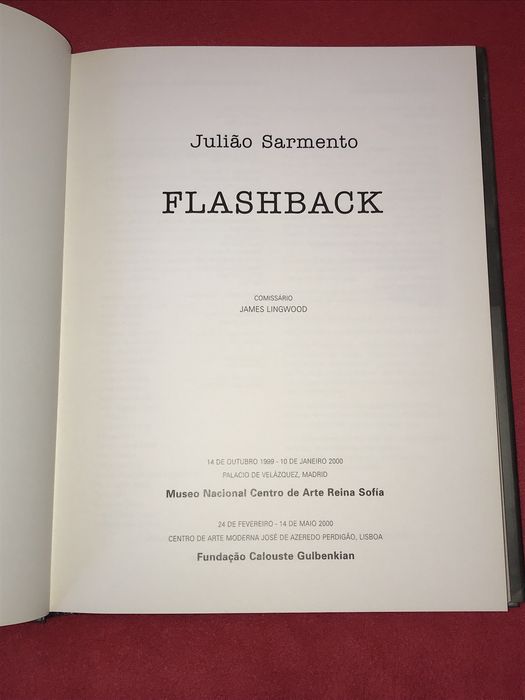 Julião Sarmento
FLASHBACK
COMISSÁRIO
JAMES LINGWOOD
14 DE OUTUBRO 1999 - 10 DE JANEIRO 2000
PALACIO DE VELÁZQUEZ, MADRID
Museo Nacional Centro de Arte Reina Sofía
24 DE FEVEREIRO - 14 DE MAIO 2000
CENTRO DE ARTE MODERNA JOSÉ DE AZEREDO PERDIGÃO, LISBOA
Fundação Calouste Gulbenkian